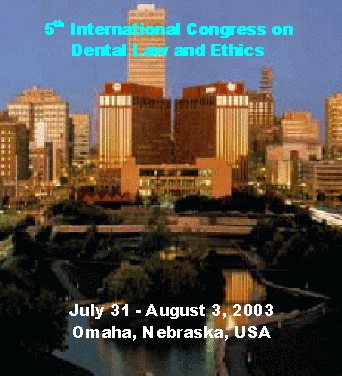 5th International Congress on
Dental Law and Ethics
July 31 - August 3, 2003
Omaha, Nebraska, USA